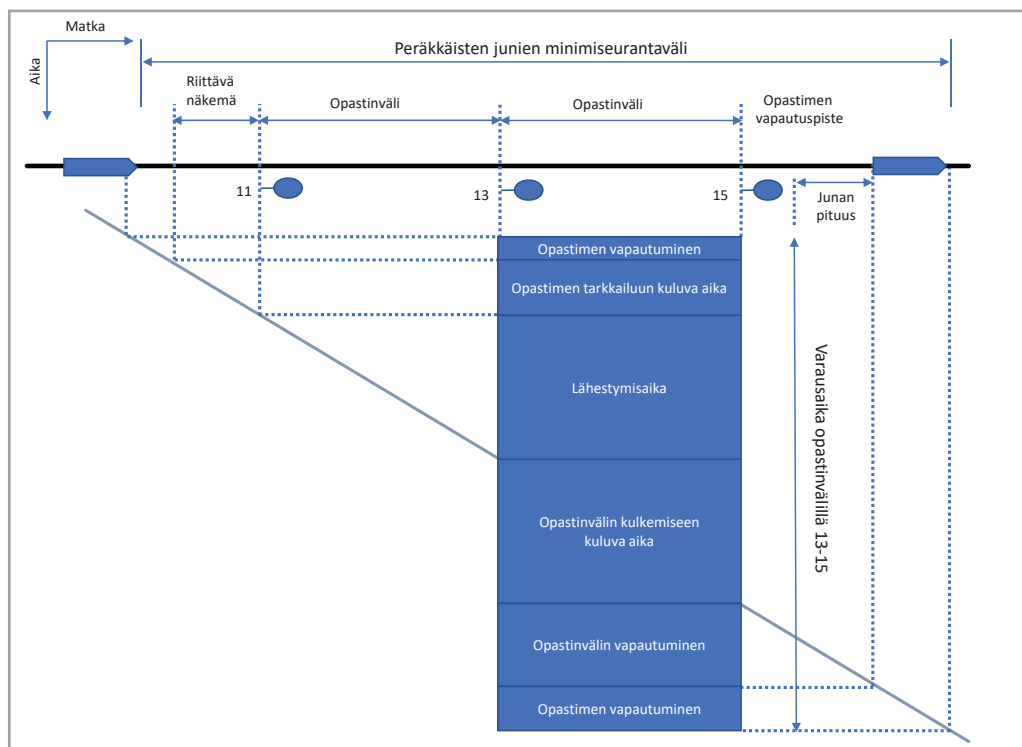 Matka
Aika
Peräkkäisten junien minimiseurantaväli
Riittävä
näkemä
Opastinväli
Opastinväli
Opastimen
vapautuspiste
11
13
15
Junan
pituus
Opastimen vapautuminen
Opastimen tarkkailuun kuluva aika
Lähestymisaika
Opastinvälin kulkemiseen
kuluva aika
Opastinvälin vapautuminen
Opastimen vapautuminen
Varausaika opastinvälillä 13-15